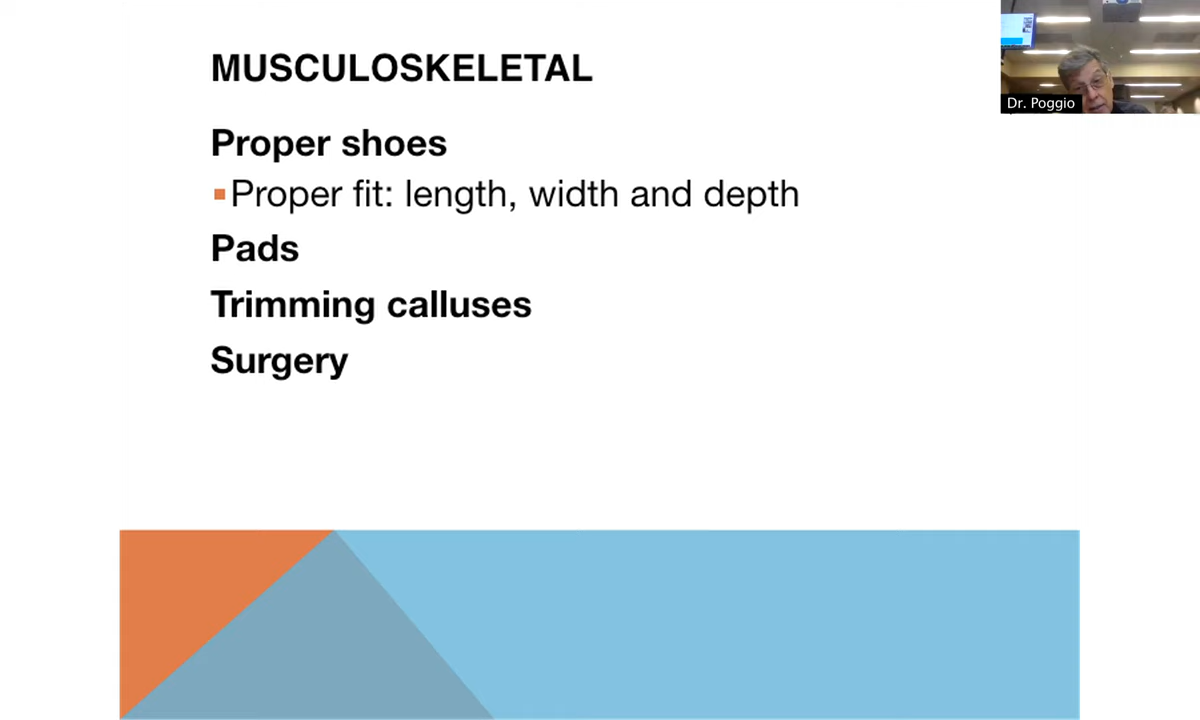 MUSCULOSKELETAL
Proper shoes
Proper fit: length, width and depth
Pads
Trimming calluses
Surgery
Dr. Poggio